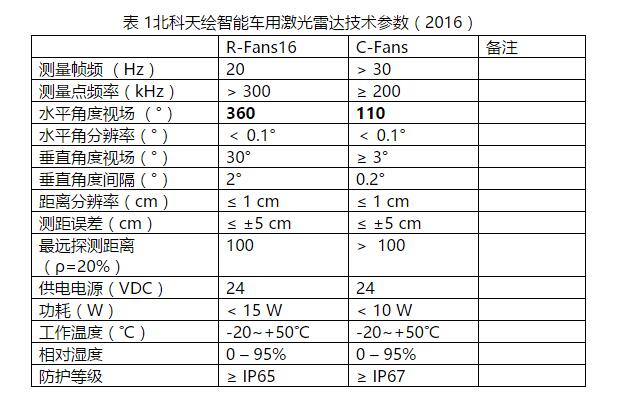 表 1北科天绘智能车用激光雷达技术参数（2016）
R-Fans16 C-Fans 备注
测量帧频 （Hz） 20 > 30
测量点频率（kHz） > 300 ≥ 200
水平角度视场 （°） 360 110
水平角分辨率（°） < 0.1° < 0.1°
垂直角度视场（°） 30° ≥ 3°
垂直角度间隔（°） 2° 0.2°
距离分辨率（cm） ≤ 1 cm ≤ 1 cm
测距误差（cm） ≤ ±5 cm ≤ ±5 cm
最远探测距离 100 > 100
（ρ=20%）
供电电源（VDC） 24 24
功耗（W） < 15 W < 10 W
工作温度（℃） -20~+50℃ -20~+50℃
相对湿度 0 – 95% 0 – 95%
防护等级 ≥ IP65 ≥ IP67